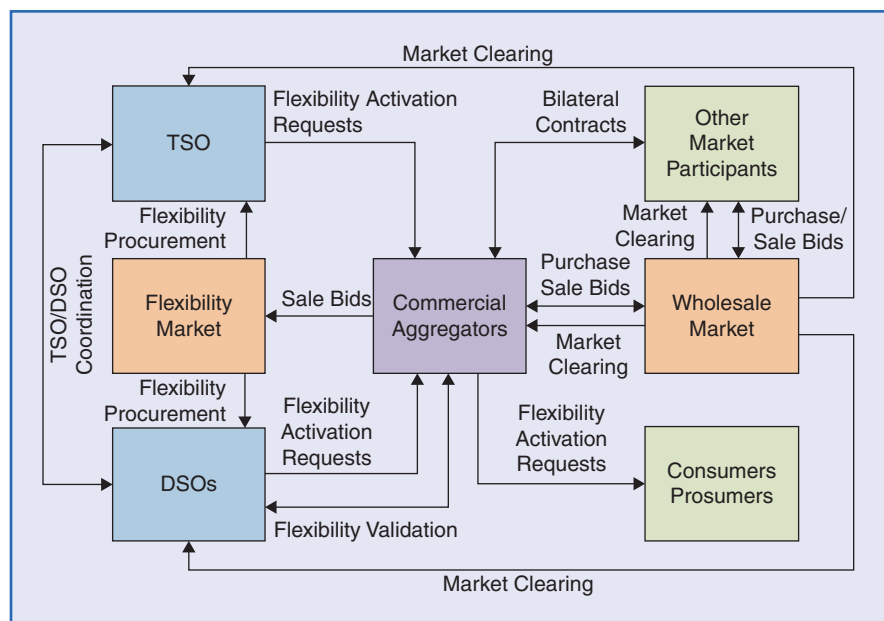 Market Clearing
TSO
Flexibility Activation
Requests
Bilateral
Contracts
Other
Market
Participants
Flexibility
Procurement
Market
Clearing
Purchase/
Sale Bids
TSO/DSO
Coordination
Flexibility
Market
Sale Bids
Commercial
Aggregators
Purchase
Sale Bids
Market
Clearing
Wholesale
Market
Flexibility
Procurement
Flexibility
Activation
Requests
Flexibility
Activation
Requests
DSOs
Consumers
Prosumers
Flexibility Validation
Market Clearing